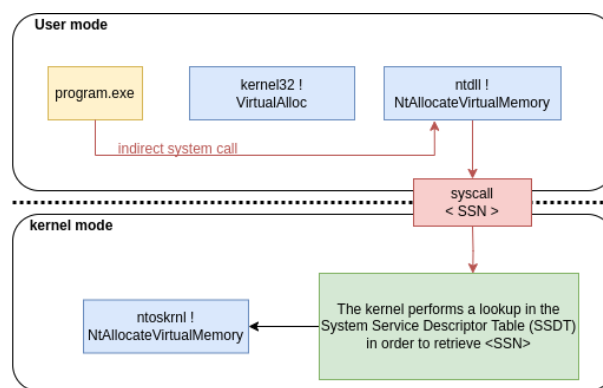 User mode
program.exe
kernel32 !
VirtualAlloc
ntdll !
NtAllocateVirtualMemory
indirect system call
syscall
< SSN >
kernel mode
ntoskrnl !
NtAllocateVirtualMemory
The kernel performs a lookup in the
System Service Descriptor Table (SSDT)
in order to retrieve <SSN>